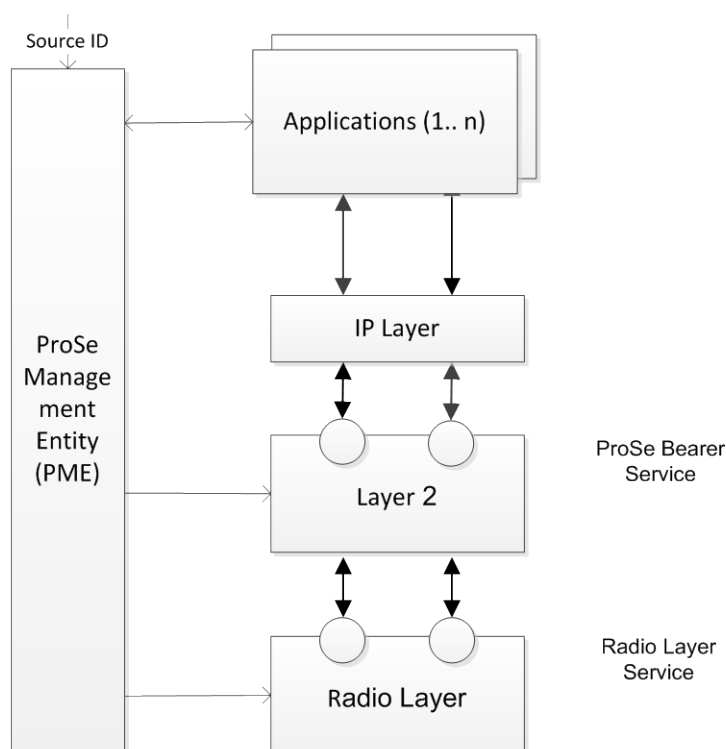 Source ID
Applications (1.. n)
IP Layer
ProSe
Manage
ment
Entity
(PME)
ProSe Bearer
Service
Layer 2
Radio Layer
Service
Radio Layer